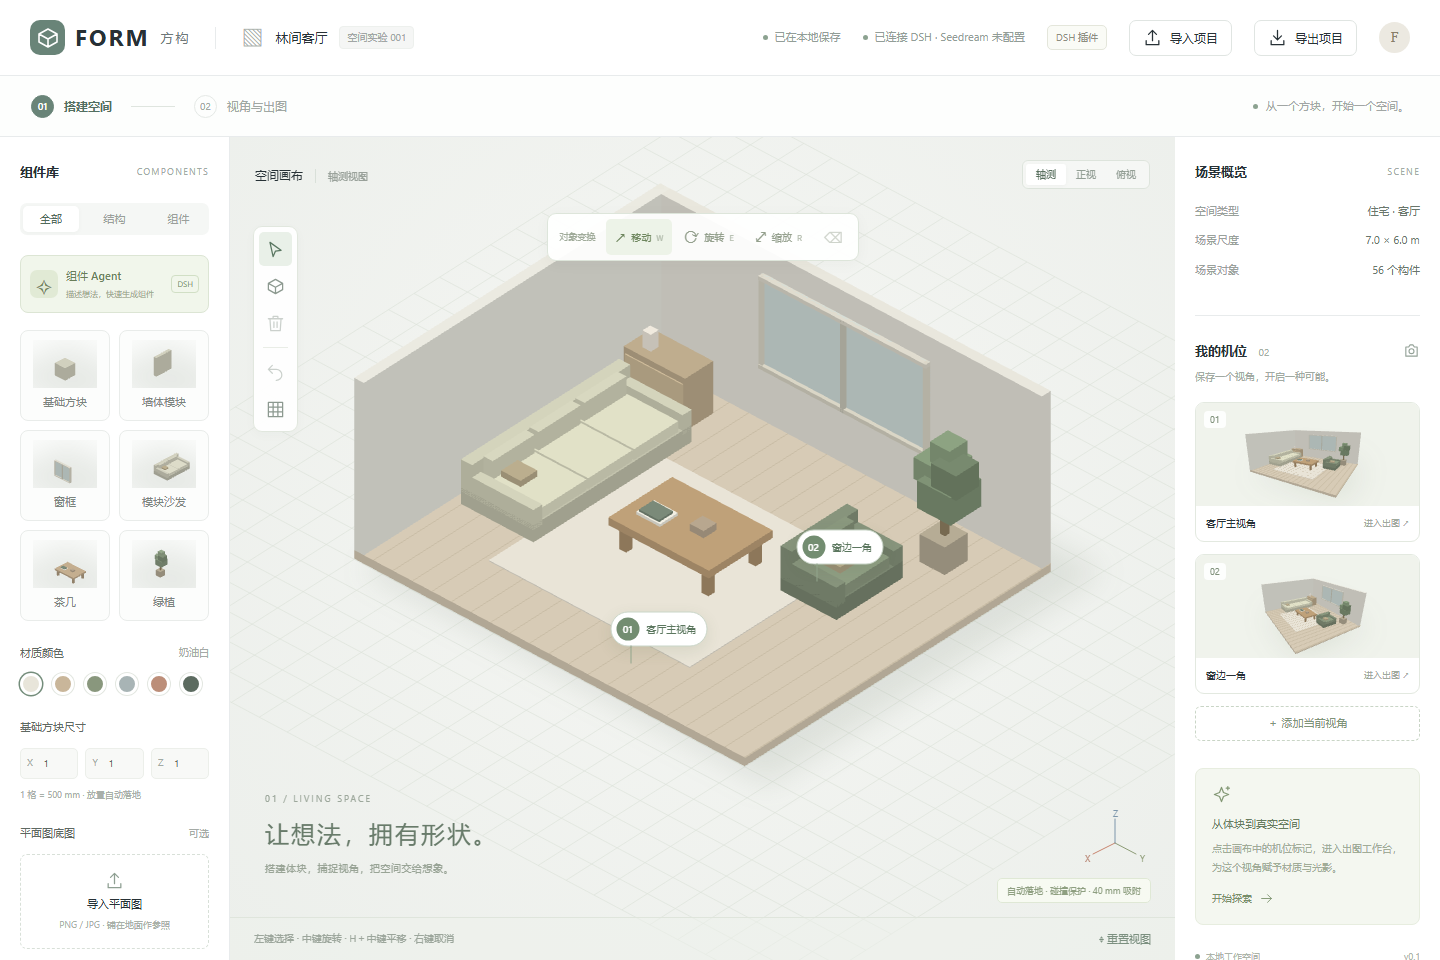 FORM 方构
林间客厅 空间实验 001
已在本地保存
已连接 DSH · Seedream 未配置
DSH 插件
导入项目
导出项目
F
01 搭建空间
02 视角与出图
从一个方块，开始一个空间。
组件库 COMPONENTS
全部 结构 组件
组件 Agent
描述想法，快速生成组件
DSH
基础方块 墙体模块
窗框 模块沙发
茶几 绿植
材质颜色 奶油白
基础方块尺寸
X 1 Y 1 Z 1
1 格 = 500 mm · 放置自动落地
平面图底图 可选
导入平面图
PNG / JPG · 铺在地面作参照
空间画布 轴测视图
轴测 正视 俯视
对象变换 移动 W 旋转 E 缩放 R
02 窗边一角
01 客厅主视角
01 / LIVING SPACE
让想法，拥有形状。
搭建体块，捕捉视角，把空间交给想象。
Z
X Y
自动落地 · 碰撞保护 · 40 mm 吸附
左键选择 · 中键旋转 · H + 中键平移 · 右键取消
重置视图
场景概览 SCENE
空间类型 住宅 · 客厅
场景尺度 7.0 × 6.0 m
场景对象 56 个构件
我的机位 02
保存一个视角，开启一种可能。
01
客厅主视角 进入出图
02
窗边一角 进入出图
+ 添加当前视角
从体块到真实空间
点击画布中的机位标记，进入出图工作台，
为这个视角赋予材质与光影。
开始探索 →
本地工作空间 v0.1